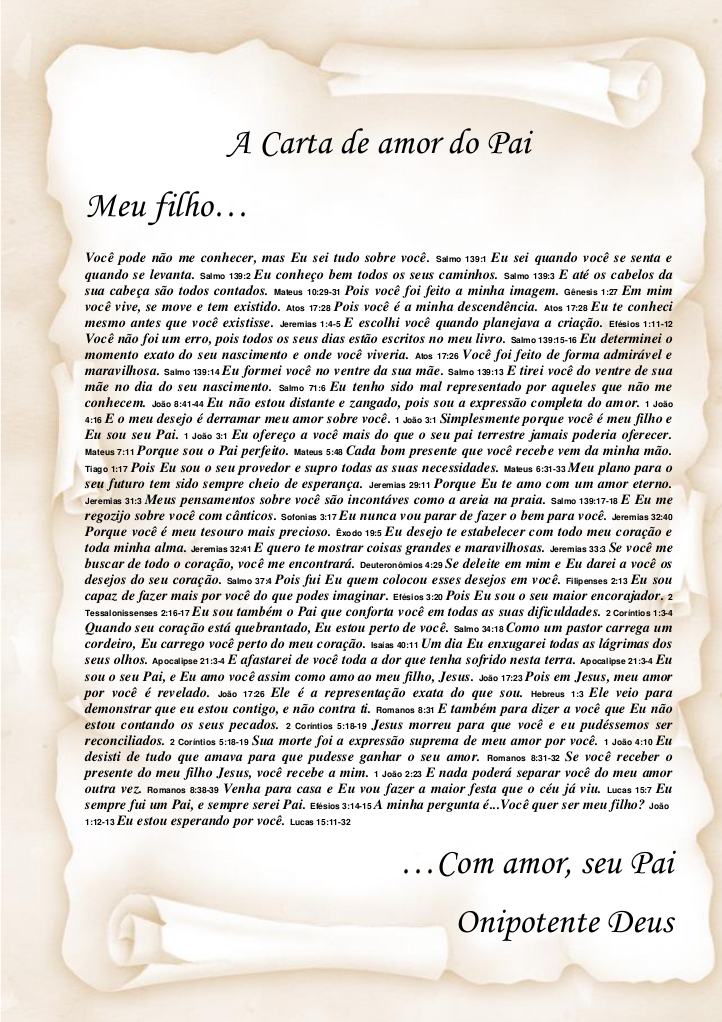 A Carta de amor do Pai
Meu filho…
Você pode não me conhecer, mas Eu sei tudo sobre você. Salmo 139:1 Eu sei quando você se senta e
quando se levanta. Salmo 139:2 Eu conheço bem todos os seus caminhos. Salmo 139:3 E até os cabelos da
sua cabeça são todos contados. Mateus 10:29-31 Pois você foi feito a minha imagem. Gênesis 1:27 Em mim
você vive, se move e tem existido. Atos 17:28 Pois você é a minha descendência. Atos 17:28 Eu te conheci
mesmo antes que você existisse. Jeremias 1:4-5 E escolhi você quando planejava a criação. Efésios 1:11-12
Você não foi um erro, pois todos os seus dias estão escritos no meu livro. Salmo 139:15-16 Eu determinei o
momento exato do seu nascimento e onde você viveria. Atos 17:26 Você foi feito de forma admirável e
maravilhosa. Salmo 139:14 Eu formei você no ventre da sua mãe. Salmo 139:13 E tirei você do ventre de sua
mãe no dia do seu nascimento. Salmo 71:6 Eu tenho sido mal representado por aqueles que não me
conhecem. João 8:41-44 Eu não estou distante e zangado, pois sou a expressão completa do amor. 1 João
4:16 E o meu desejo é derramar meu amor sobre você. 1 João 3:1 Simplesmente porque você é meu filho e
Eu sou seu Pai. 1 João 3:1 Eu ofereço a você mais do que o seu pai terrestre jamais poderia oferecer.
Mateus 7:11 Porque sou o Pai perfeito. Mateus 5:48 Cada bom presente que você recebe vem da minha mão.
Tiago 1:17 Pois Eu sou o seu provedor e supro todas as suas necessidades. Mateus 6:31-33 Meu plano para o
seu futuro tem sido sempre cheio de esperança. Jeremias 29:11 Porque Eu te amo com um amor eterno.
Jeremias 31:3 Meus pensamentos sobre você são incontáveis como a areia na praia. Salmo 139:17-18 E Eu me
regozijo sobre você com cânticos. Sofonias 3:17 Eu nunca vou parar de fazer o bem para você. Jeremias 32:40
Porque você é meu tesouro mais precioso. Êxodo 19:5 Eu desejo te estabelecer com todo meu coração e
toda minha alma. Jeremias 32:41 E quero te mostrar coisas grandes e maravilhosas. Jeremias 33:3 Se você me
buscar de todo o coração, você me encontrará. Deuteronômios 4:29 Se deleite em mim e Eu darei a você os
desejos do seu coração. Salmo 37:4 Pois fui Eu quem colocou esses desejos em você. Filipenses 2:13 Eu sou
capaz de fazer mais por você do que podes imaginar. Efésios 3:20 Pois Eu sou o seu maior encorajador. 2
Tessalonissenses 2:16-17 Eu sou também o Pai que conforta você em todas as suas dificuldades. 2 Coríntios 1:3-4
Quando seu coração está quebrantado, Eu estou perto de você. Salmo 34:18 Como um pastor carrega um
cordeiro, Eu carrego você perto do meu coração. Isaías 40:11 Um dia Eu enxugarei todas as lágrimas dos
seus olhos. Apocalipse 21:3-4 E afastarei de você toda a dor que tenha sofrido nesta terra. Apocalipse 21:3-4 Eu
sou o seu Pai, e Eu amo você assim como amo ao meu filho, Jesus. João 17:23 Pois em Jesus, meu amor
por você é revelado. João 17:26 Ele é a representação exata do que sou. Hebreus 1:3 Ele veio para
demonstrar que eu estou contigo, e não contra ti. Romanos 8:31 E também para dizer a você que Eu não
estou contando os seus pecados. 2 Coríntios 5:18-19 Jesus morreu para que você e eu pudéssemos ser
reconciliados. 2 Coríntios 5:18-19 Sua morte foi a expressão suprema de meu amor por você. 1 João 4:10 Eu
desisti de tudo que amava para que pudesse ganhar o seu amor. Romanos 8:31-32 Se você receber o
presente do meu filho Jesus, você recebe a mim. 1 João 2:23 E nada poderá separar você do meu amor
outra vez. Romanos 8:38-39 Venha para casa e Eu vou fazer a maior festa que o céu já viu. Lucas 15:7 Eu
sempre fui um Pai, e sempre serei Pai. Efésios 3:14-15 A minha pergunta é...Você quer ser meu filho? João
1:12-13 Eu estou esperando por você. Lucas 15:11-32
…Com amor, seu Pai
Onipotente Deus